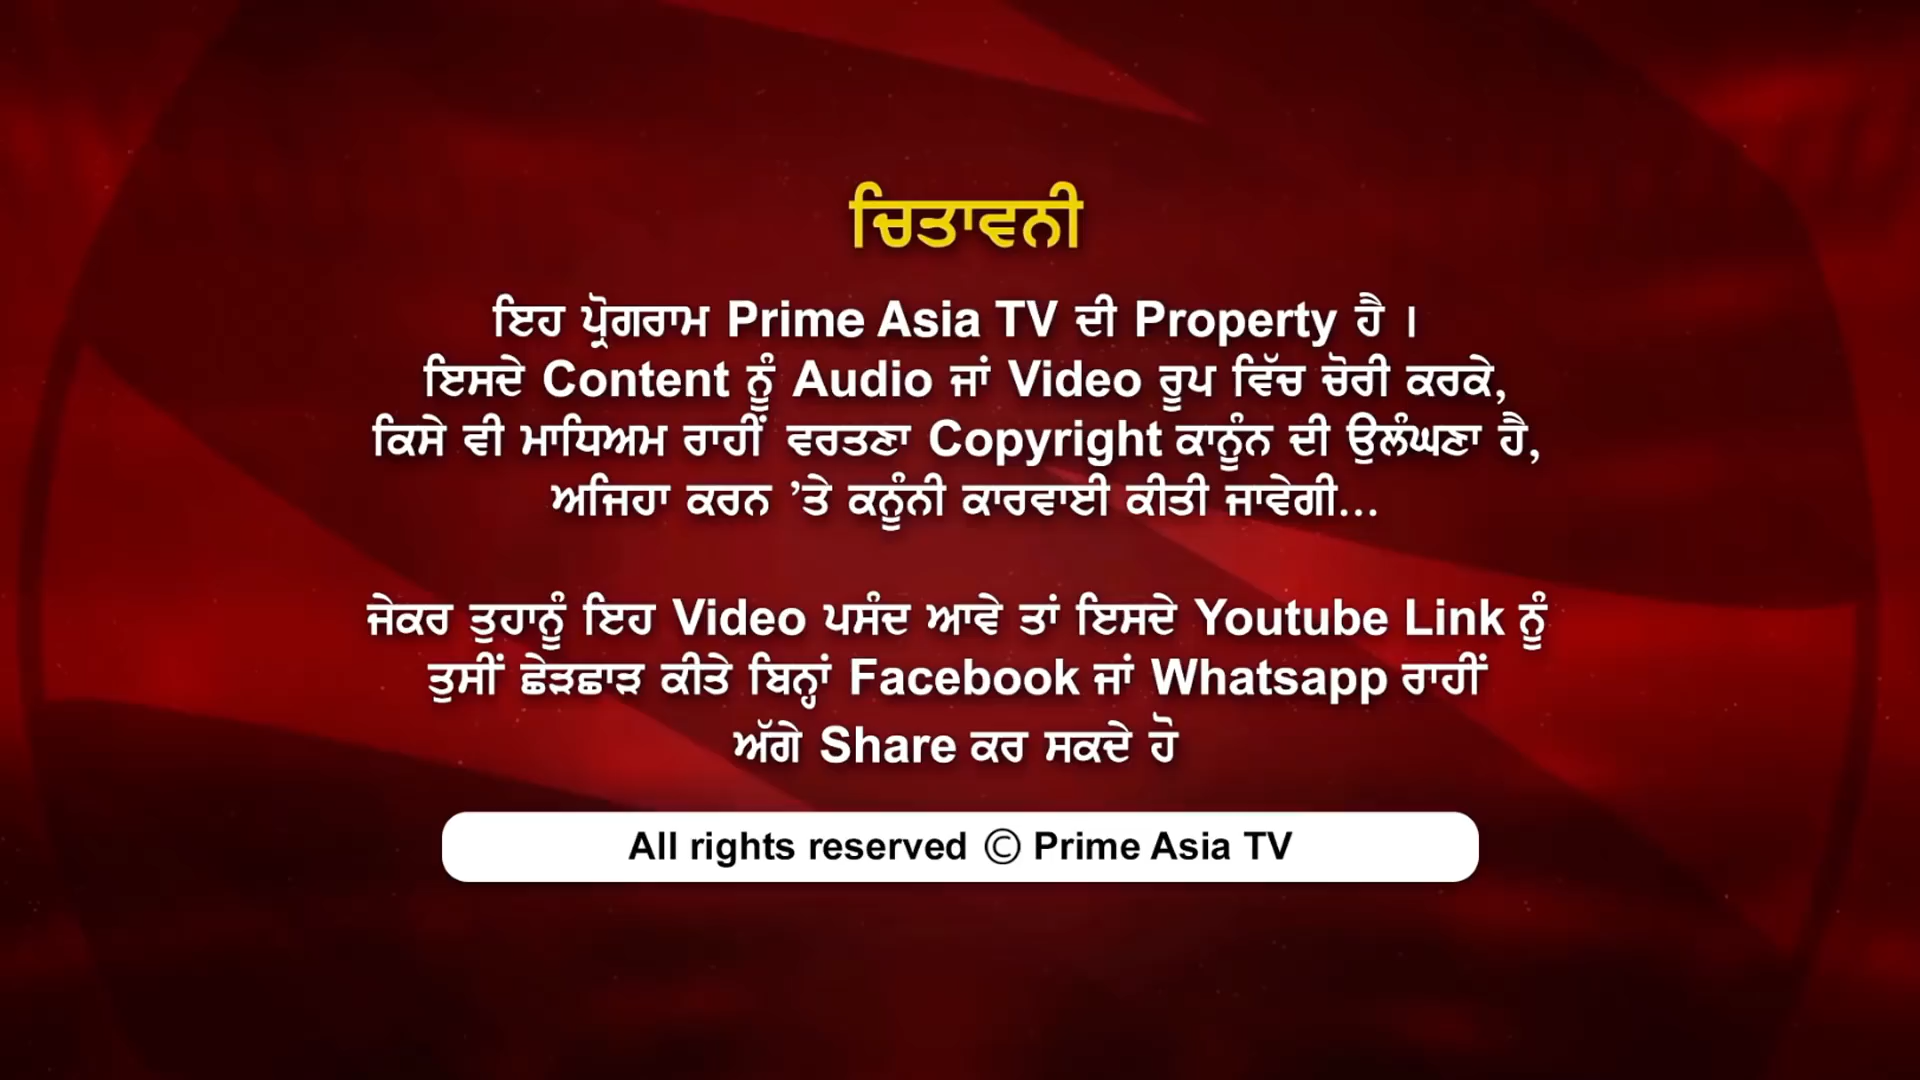 ਚਿਤਾਵਨੀ
ਇਹ ਪ੍ਰੋਗਰਾਮ Prime Asia TV ਦੀ Property ਹੈ ।
ਇਸਦੇ Content ਨੂੰ Audio ਜਾਂ Video ਰੂਪ ਵਿੱਚ ਚੋਰੀ ਕਰਕੇ,
ਕਿਸੇ ਵੀ ਮਾਧਿਅਮ ਰਾਹੀਂ ਵਰਤਣਾ Copyright ਕਾਨੂੰਨ ਦੀ ਉਲੰਘਣਾ ਹੈ,
ਅਜਿਹਾ ਕਰਨ ’ਤੇ ਕਨੂੰਨੀ ਕਾਰਵਾਈ ਕੀਤੀ ਜਾਵੇਗੀ...
ਜੇਕਰ ਤੁਹਾਨੂੰ ਇਹ Video ਪਸੰਦ ਆਵੇ ਤਾਂ ਇਸਦੇ Youtube Link ਨੂੰ
ਤੁਸੀਂ ਛੇੜਛਾੜ ਕੀਤੇ ਬਿਨ੍ਹਾਂ Facebook ਜਾਂ Whatsapp ਰਾਹੀਂ
ਅੱਗੇ Share ਕਰ ਸਕਦੇ ਹੋ
All rights reserved © Prime Asia TV